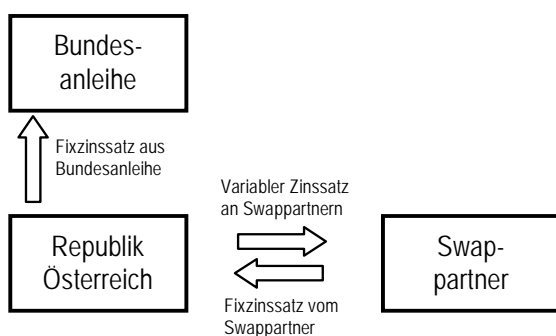 Bundes-
anleihe
Fixzinssatz aus
Bundesanleihe
Variabler Zinssatz
an Swappartnern
Republik
Österreich
Swap-
partner
Fixzinssatz vom
Swappartner